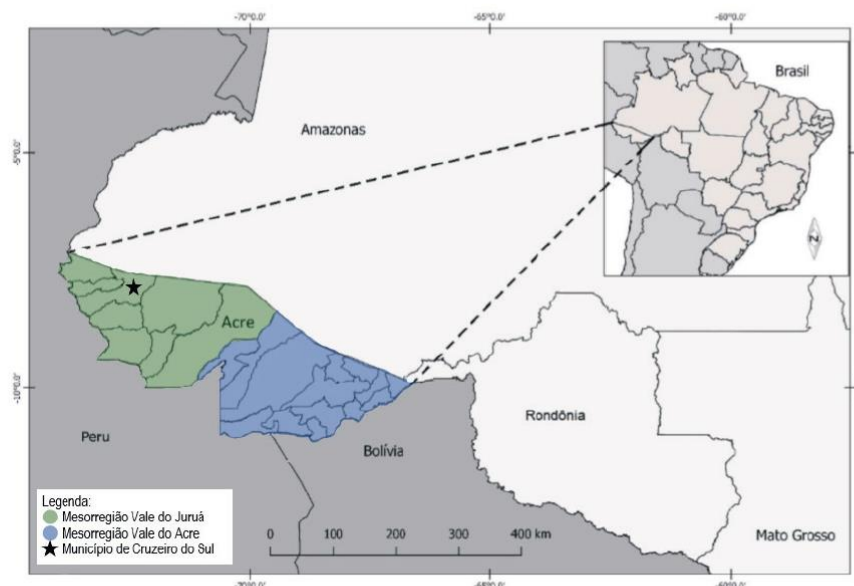 -70°0.0'
-65°0.0'
-60°0.0'
Brasil
Amazonas
-5°0.0'
N
Acre
-10°0.0'
Rondônia
Peru
Bolívia
Mato Grosso
Legenda:
Mesorregião Vale do Juruá
Mesorregião Vale do Acre
Município de Cruzeiro do Sul
0 100 200 300 400 km